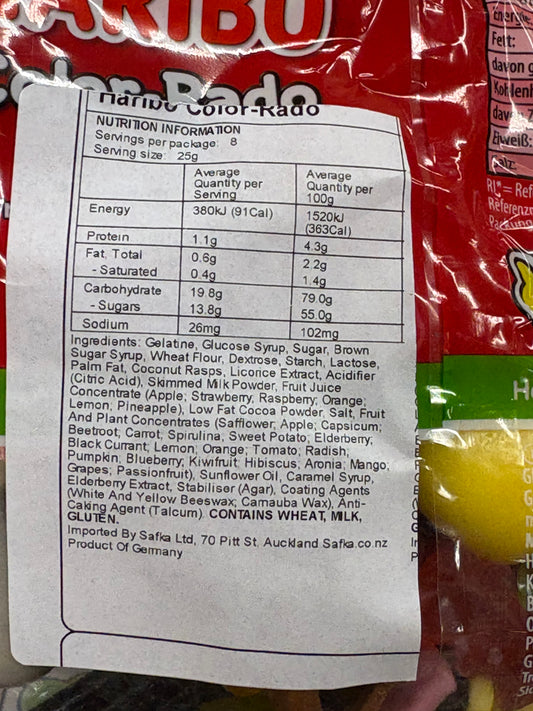 HARIBO
Color-Rado
Haribo Color-Rado
NUTRITION INFORMATION
Servings per package: 8
Serving size: 25g
Average Quantity per Serving
Average Quantity per 100g
Energy 380kJ (91Cal) 1520kJ (363Cal)
Protein 1.1g 4.3g
Fat, Total 0.6g 2.2g
- Saturated 0.4g 1.4g
Carbohydrate 19.8g 79.0g
- Sugars 13.8g 55.0g
Sodium 26mg 102mg
Ingredients: Gelatine, Glucose Syrup, Sugar, Brown
Sugar Syrup, Wheat Flour, Dextrose, Starch, Lactose,
Palm Fat, Coconut Rasps, Licorice Extract, Acidifier
(Citric Acid), Skimmed Milk Powder, Fruit Juice
Concentrate (Apple; Strawberry, Raspberry; Orange;
Lemon; Pineapple), Low Fat Cocoa Powder, Salt, Fruit
And Plant Concentrates (Safflower, Apple; Capsicum;
Beetroot, Carrot, Spirulina; Sweet Potato; Elderberry,
Black Currant; Lemon; Orange; Tomato; Radish;
Pumpkin, Blueberry; Kiwifruit; Hibiscus; Aronia; Mango;
Grapes; Passionfruit), Sunflower Oil, Caramel Syrup,
Elderberry Extract, Stabiliser (Agar), Coating Agents
(White And Yellow Beeswax; Carnauba Wax), Anti-
Caking Agent (Talcum). CONTAINS WHEAT, MILK,
GLUTEN.
Imported By Safka Ltd, 70 Pitt St. Auckland Safka.co.nz
Product Of Germany
Fett:
davon
Eiweiß:
RI*= Ref